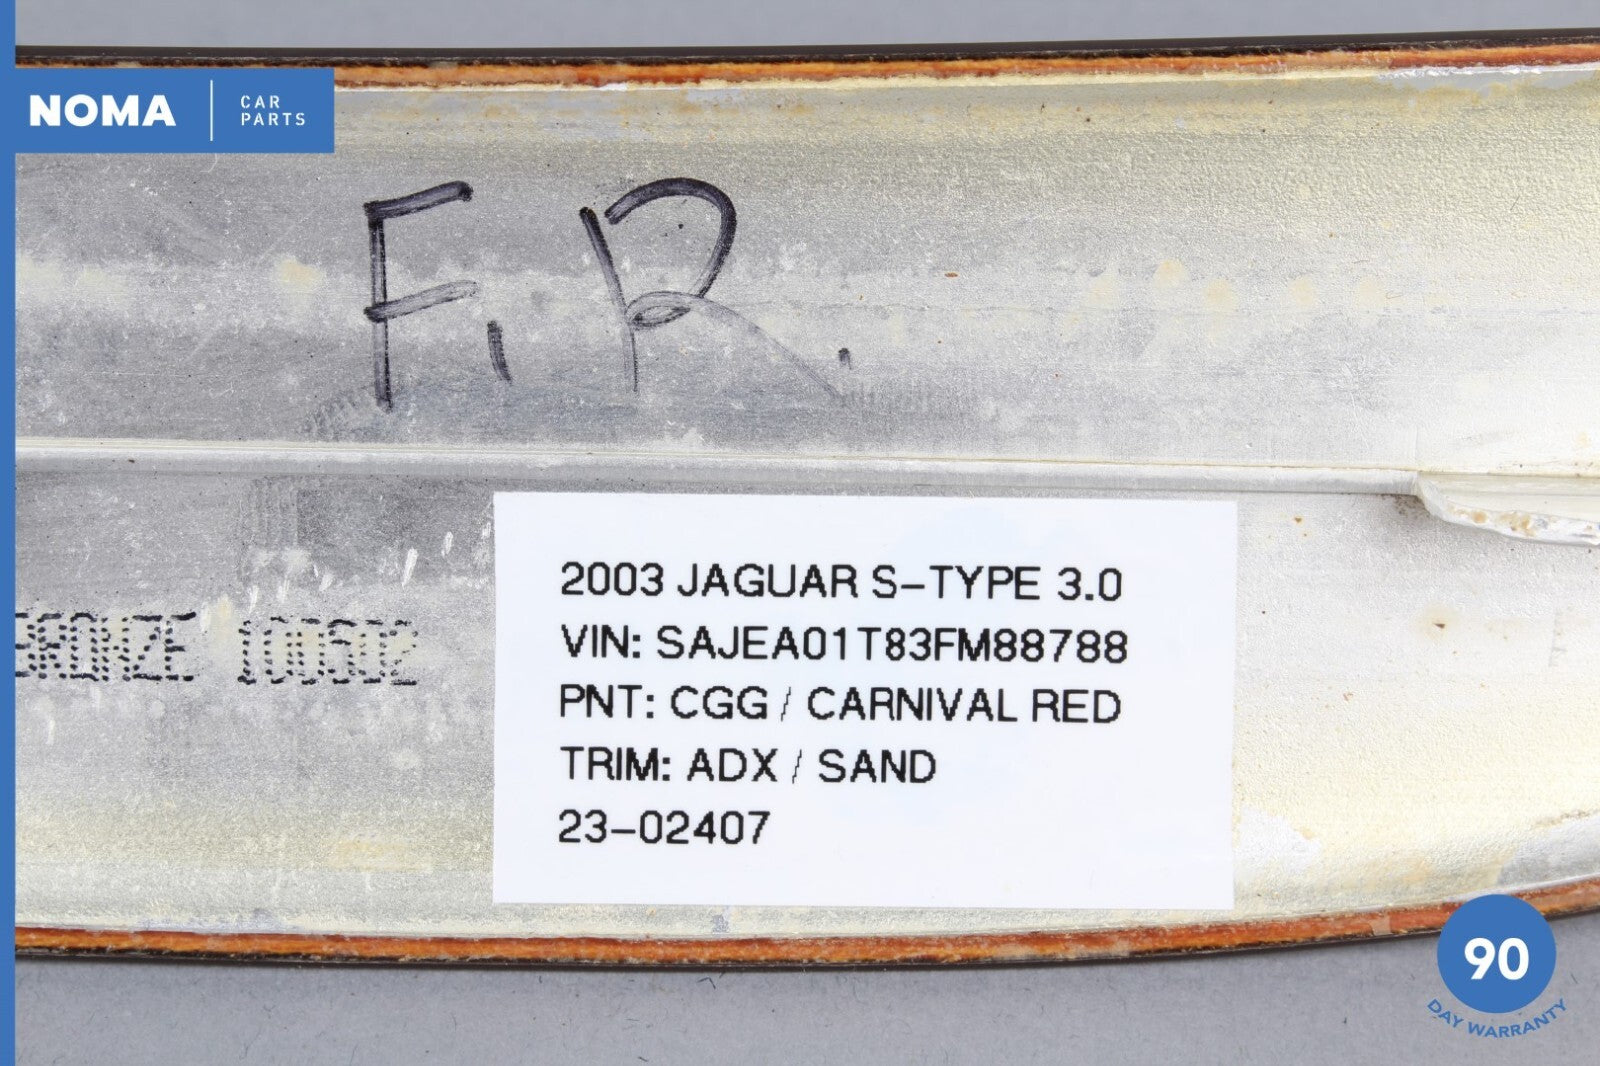 NOMA
CAR
PARTS
F.R.
BRONZE 100502
2003 JAGUAR S-TYPE 3.0
VIN: SAJEA01T83FM88788
PNT: CGG / CARNIVAL RED
TRIM: ADX / SAND
23-02407
90
DAY WARRANTY